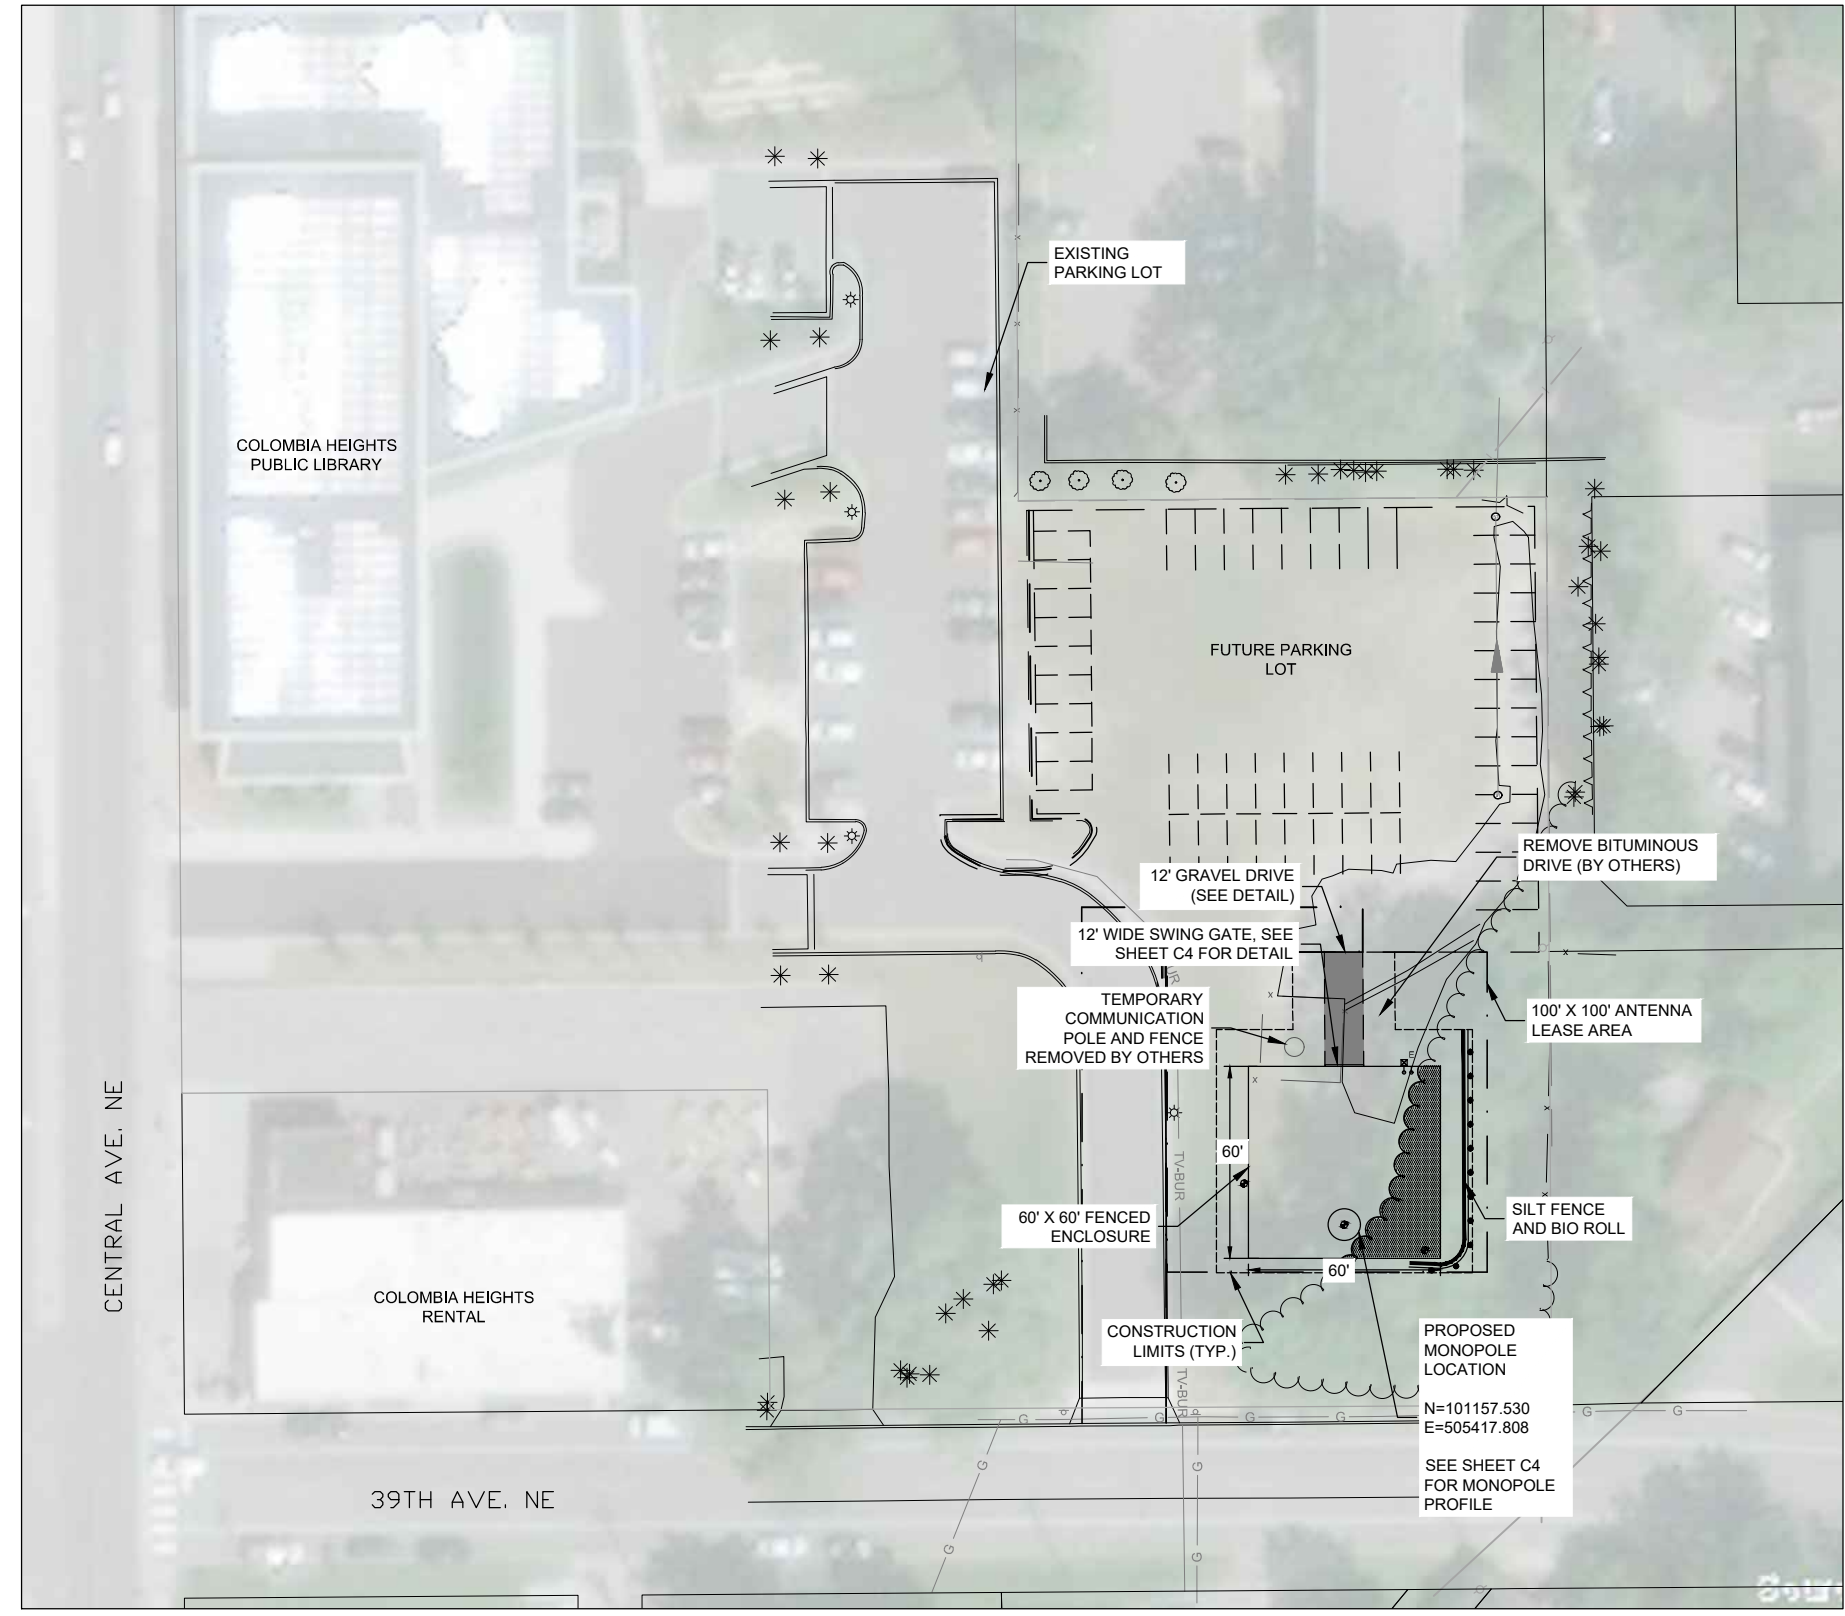 EXISTING
PARKING LOT
COLOMBIA HEIGHTS
PUBLIC LIBRARY
FUTURE PARKING
LOT
REMOVE BITUMINOUS
DRIVE (BY OTHERS)
12' GRAVEL DRIVE
(SEE DETAIL)
12' WIDE SWING GATE, SEE
SHEET C4 FOR DETAIL
TEMPORARY
COMMUNICATION
POLE AND FENCE
REMOVED BY OTHERS
100' X 100' ANTENNA
LEASE AREA
E
60'
TV-BUR
60' X 60' FENCED
ENCLOSURE
SILT FENCE
AND BIO ROLL
60'
CENTRAL AVE. NE
COLOMBIA HEIGHTS
RENTAL
CONSTRUCTION
LIMITS (TYP.)
TV-BUR
PROPOSED
MONOPOLE
LOCATION
N=101157.530
E=505417.808
SEE SHEET C4
FOR MONOPOLE
PROFILE
G G G G G G
G G
G G
39TH AVE. NE